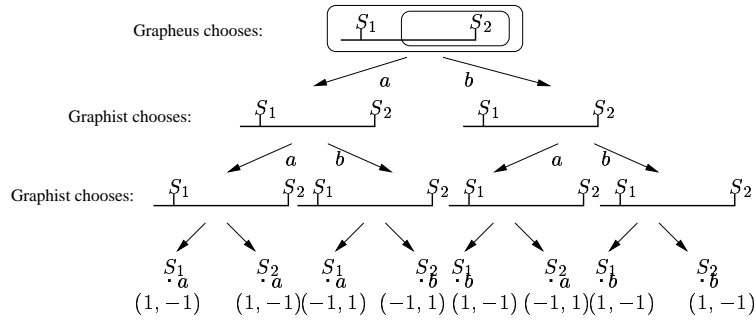 Grapheus chooses: S1 S2
a b
Graphist chooses: S1 S2 S1 S2
a b a b
Graphist chooses: S1 S2 S1 S2 S1 S2 S1 S2
S1 S2 S1 S2 S1 S2 S1 S2
a a a b b a b b
(1, −1) (1, −1) (−1, 1) (−1, 1) (1, −1) (−1, 1) (1, −1) (1, −1)